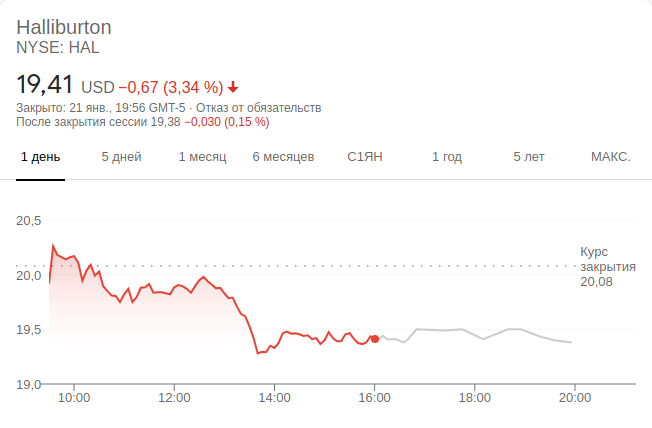 Halliburton
NYSE: HAL
19,41 USD −0,67 (3,34 %)
Закрыто: 21 янв., 19:56 GMT-5 · Отказ от обязательств
После закрытия сессии 19,38 −0,030 (0,15 %)
1 день 5 дней 1 месяц 6 месяцев С1ЯН 1 год 5 лет МАКС.
20,5
Курс
закрытия
20,08
20,0
19,5
19,0
10:00 12:00 14:00 16:00 18:00 20:00